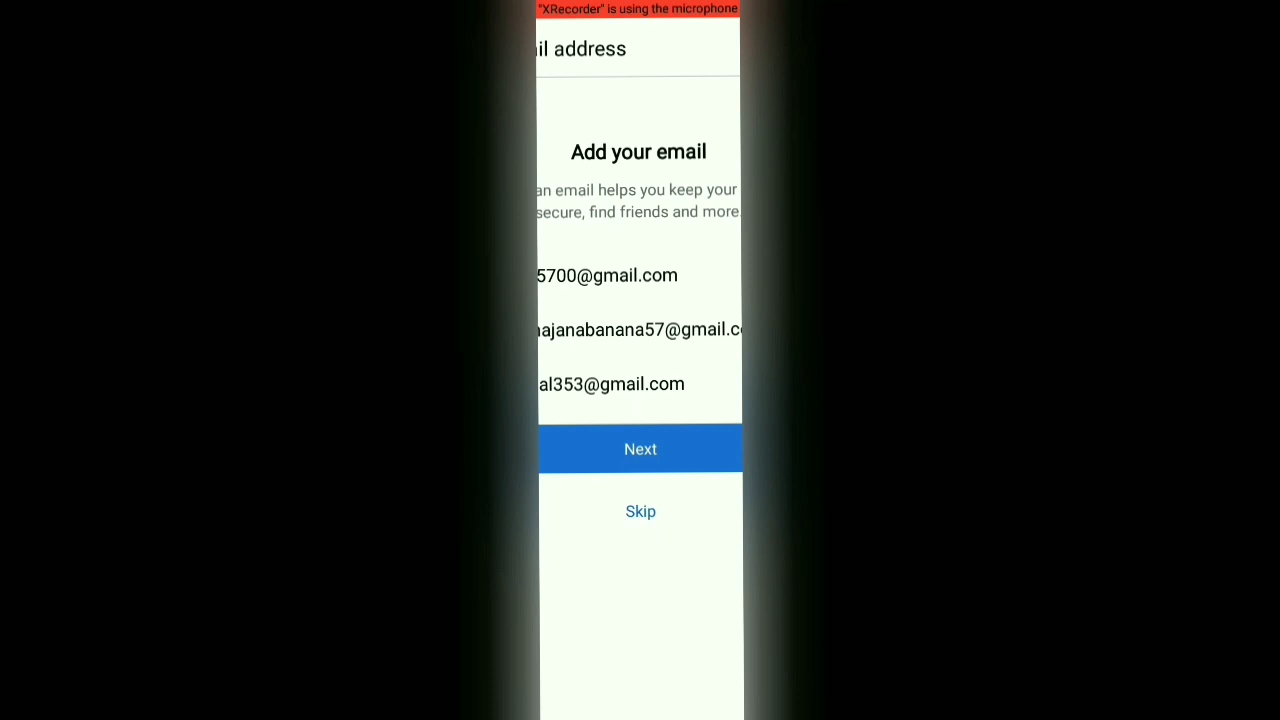 "XRecorder" is using the microphone
il address
Add your email
an email helps you keep your
secure, find friends and more.
5700@gmail.com
ajanabanana57@gmail.c
al353@gmail.com
Next
Skip